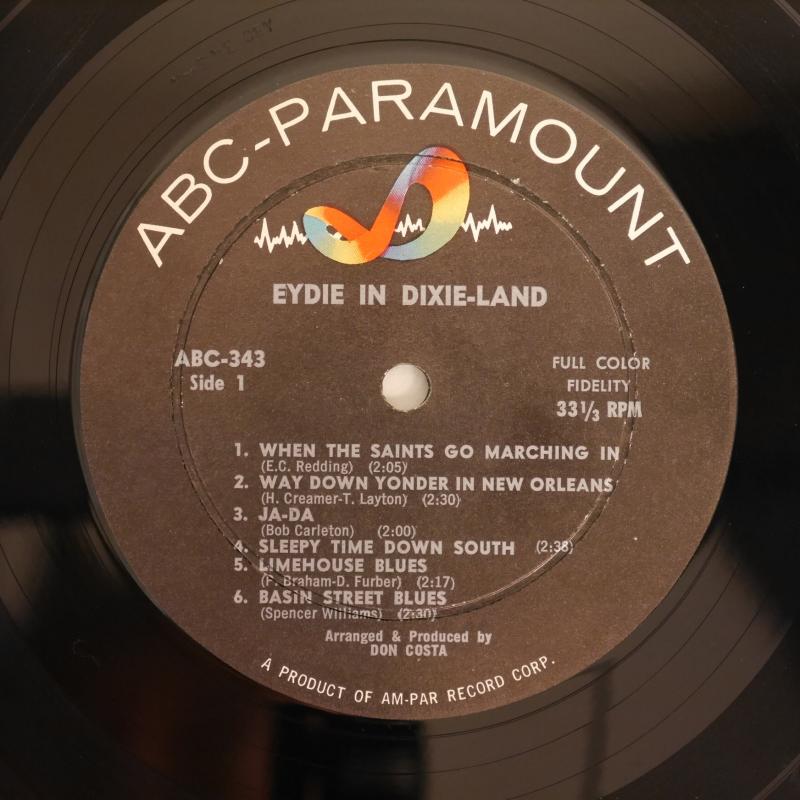 ABC-PARAMOUNT
EYDIE IN DIXIE-LAND
ABC-343
Side 1
FULL COLOR
FIDELITY
33 1/3 RPM
1. WHEN THE SAINTS GO MARCHING IN
(E.C. Redding) (2:05)
2. WAY DOWN YONDER IN NEW ORLEANS
(H. Creamer-T. Layton) (2:30)
3. JA-DA
(Bob Carleton) (2:00)
4. SLEEPY TIME DOWN SOUTH (2:38)
5. LIMEHOUSE BLUES
(F. Braham-D. Furber) (2:17)
6. BASIN STREET BLUES
(Spencer Williams) (2:30)
Arranged & Produced by
DON COSTA
A PRODUCT OF AM-PAR RECORD CORP.